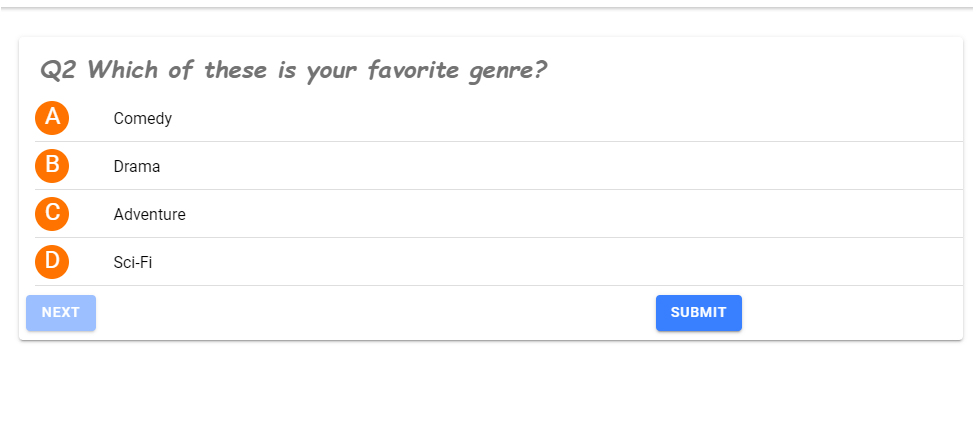 Q2 Which of these is your favorite genre?
A Comedy
B Drama
C Adventure
D Sci-Fi
NEXT SUBMIT